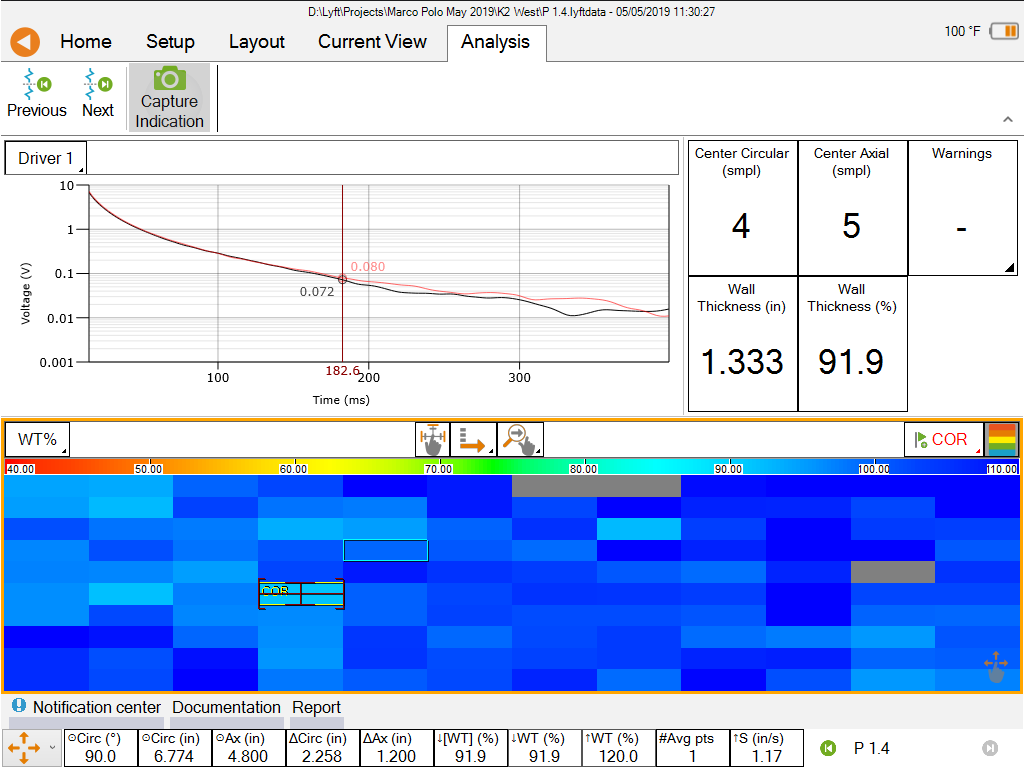 D:\Lyft\Projects\Marco Polo May 2019\K2 West\P 1.4.lyftdata - 05/05/2019 11:30:27
Home Setup Layout Current View Analysis 100 °F
Previous Next Capture Indication
Driver 1
10
1
0.1
0.01
0.001
Voltage (V)
0.080
0.072
100 182.6 200 300
Time (ms)
Center Circular (smpl)
4
Center Axial (smpl)
5
Warnings
-
Wall Thickness (in)
1.333
Wall Thickness (%)
91.9
WT% COR
40.00 50.00 60.00 70.00 80.00 90.00 100.00 110.00
COR
Notification center Documentation Report
⊙Circ (°) ⊙Circ (in) ⊙Ax (in) ΔCirc (in) ΔAx (in) ↓[WT] (%) ↓WT (%) ↑WT (%) #Avg pts ↑S (in/s)
90.0 6.774 4.800 2.258 1.200 91.9 91.9 120.0 1 1.17 P 1.4